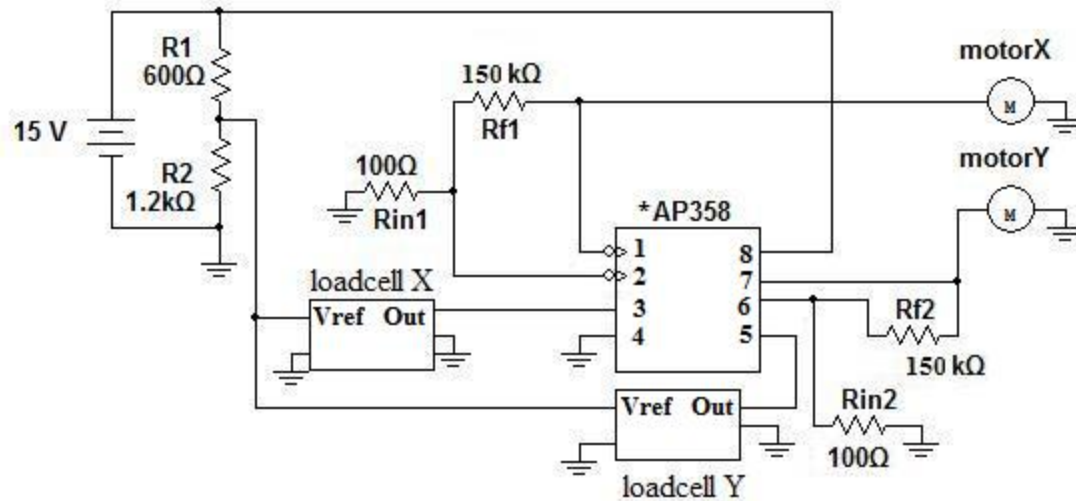 R1
600Ω
15 V
R2
1.2kΩ
150 kΩ
Rf1
100Ω
Rin1
motorX
M
motorY
M
*AP358
1
2
3
4
8
7
6
5
loadcell X
Vref Out
Vref Out
loadcell Y
Rf2
150 kΩ
Rin2
100Ω